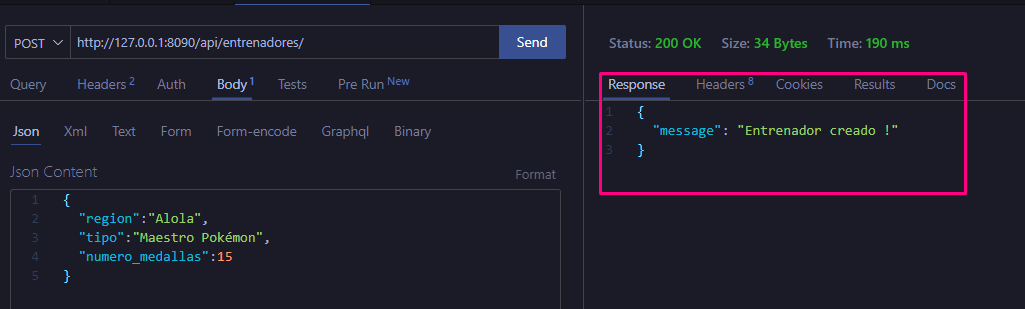 POST http://127.0.0.1:8090/api/entrenadores/ Send
Query Headers 2 Auth Body 1 Tests Pre Run New
Json Xml Text Form Form-encode Graphql Binary
Json Content Format
1 {
2 "region":"Alola",
3 "tipo":"Maestro Pokémon",
4 "numero_medallas":15
5 }
Status: 200 OK Size: 34 Bytes Time: 190 ms
Response Headers 8 Cookies Results Docs
1 {
2 "message": "Entrenador creado !"
3 }